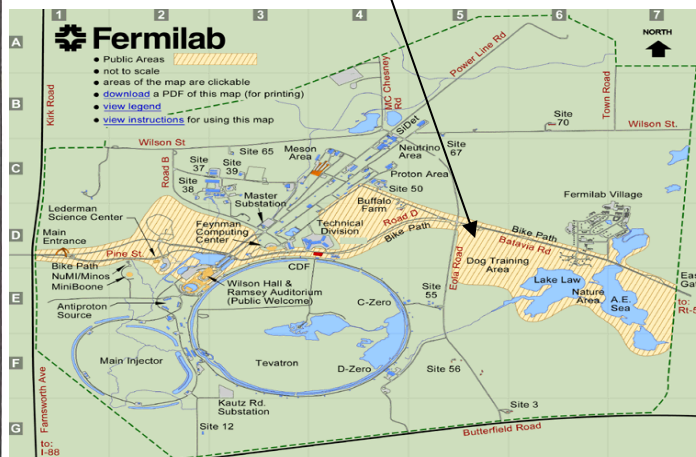 1 2 3 4 5 6 7
A
B
C
D
E
F
G
Fermilab
• Public Areas
• not to scale
• areas of the map are clickable
• download a PDF of this map (for printing)
• view legend
• view instructions for using this map
NORTH
Kirk Road
Power Line Rd
MC Chesney
Rd
Town Road
Site
70
Wilson St.
Wilson St
SiDet
Site 65
Meson
Area
Neutrino
Area
Site
67
Road B
Site
37
Site
39
Site
38
Proton Area
Site 50
Master
Substation
Buffalo
Farm
Fermilab Village
Lederman
Science Center
Feynman
Computing
Center
Technical
Division
Road D
Bike Path
Main
Entrance
Pine St.
Bike Path
Batavia Rd
Dog Training
Area
Eola Road
CDF
Bike Path
NuMI/Minos
MiniBoone
Wilson Hall &
Ramsey Auditorium
(Public Welcome)
Lake Law
Nature
Area
A.E.
Sea
Eas
Gat
to:
Rt-5
Antiproton
Source
C-Zero
Site
55
Main Injector
Tevatron
D-Zero
Site 56
Farnsworth Ave
Kautz Rd.
Substation
Site 12
Site 3
Butterfield Road
to:
I-88